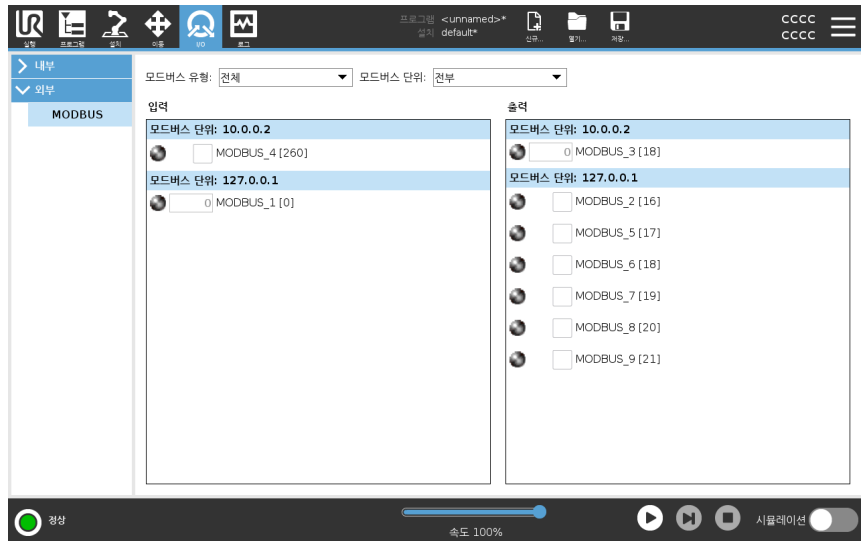 UR
실행
프로그램
설치
이동
I/O
로그
프로그램 <unnamed>*
설치 default*
신규...
열기...
저장...
cccc
cccc
내부
외부
MODBUS
모드버스 유형: 전체
모드버스 단위: 전부
입력
모드버스 단위: 10.0.0.2
MODBUS_4 [260]
모드버스 단위: 127.0.0.1
0 MODBUS_1 [0]
출력
모드버스 단위: 10.0.0.2
0 MODBUS_3 [18]
모드버스 단위: 127.0.0.1
MODBUS_2 [16]
MODBUS_5 [17]
MODBUS_6 [18]
MODBUS_7 [19]
MODBUS_8 [20]
MODBUS_9 [21]
정상
속도 100%
시뮬레이션